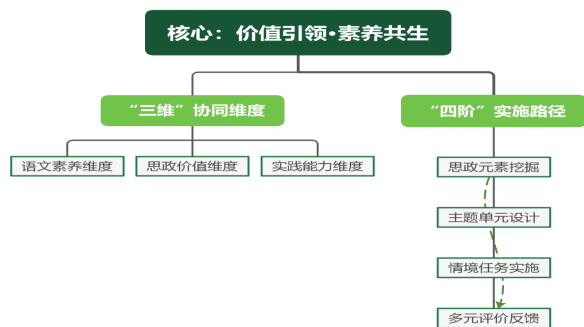 核心：价值引领·素养共生
“三维”协同维度
“四阶”实施路径
语文素养维度
思政价值维度
实践能力维度
思政元素挖掘
主题单元设计
情境任务实施
多元评价反馈